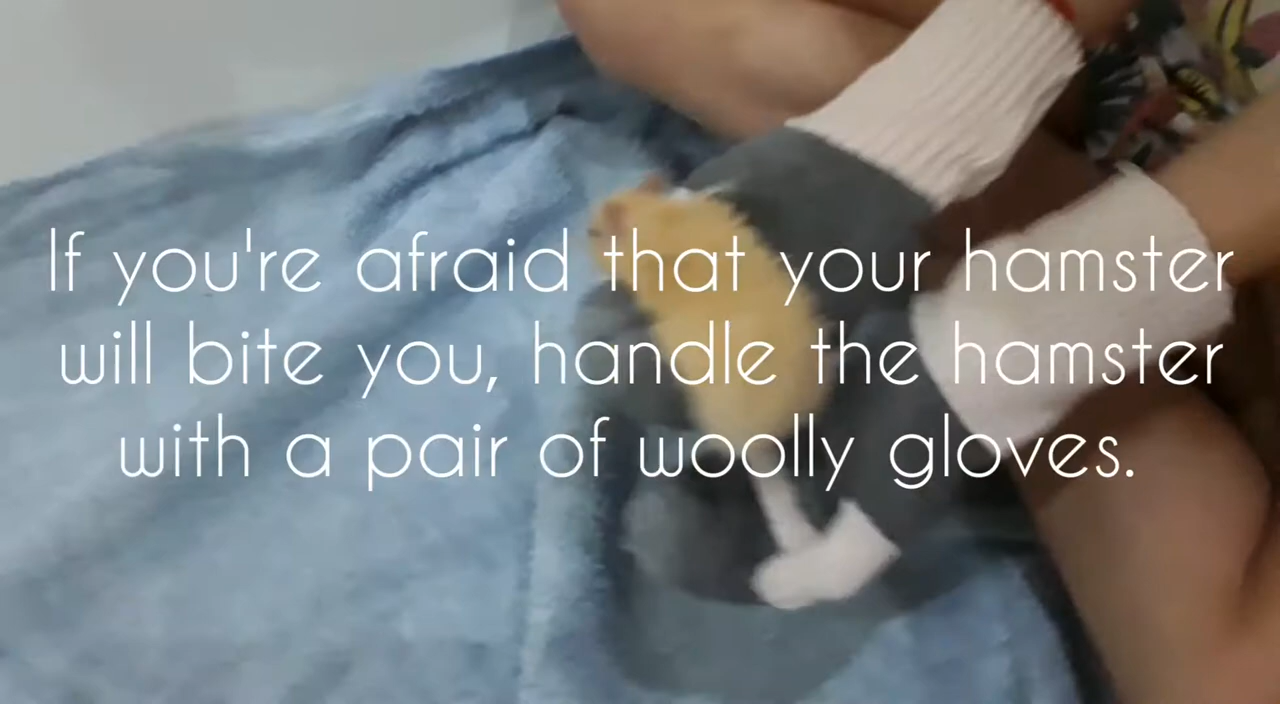 If you're afraid that your hamster
will bite you, handle the hamster
with a pair of woolly gloves.